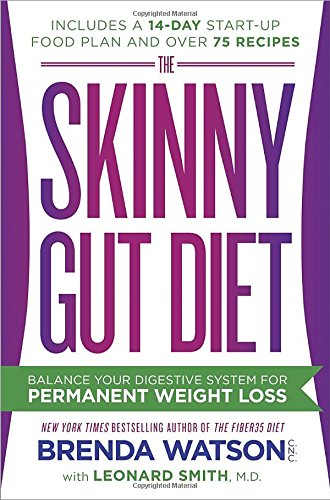 INCLUDES A 14-DAY START-UP
FOOD PLAN AND OVER 75 RECIPES
THE
SKINNY
GUT DIET
BALANCE YOUR DIGESTIVE SYSTEM FOR
PERMANENT WEIGHT LOSS
NEW YORK TIMES BESTSELLING AUTHOR OF THE FIBER35 DIET
BRENDA WATSON, C.N.C.
with LEONARD SMITH, M.D.